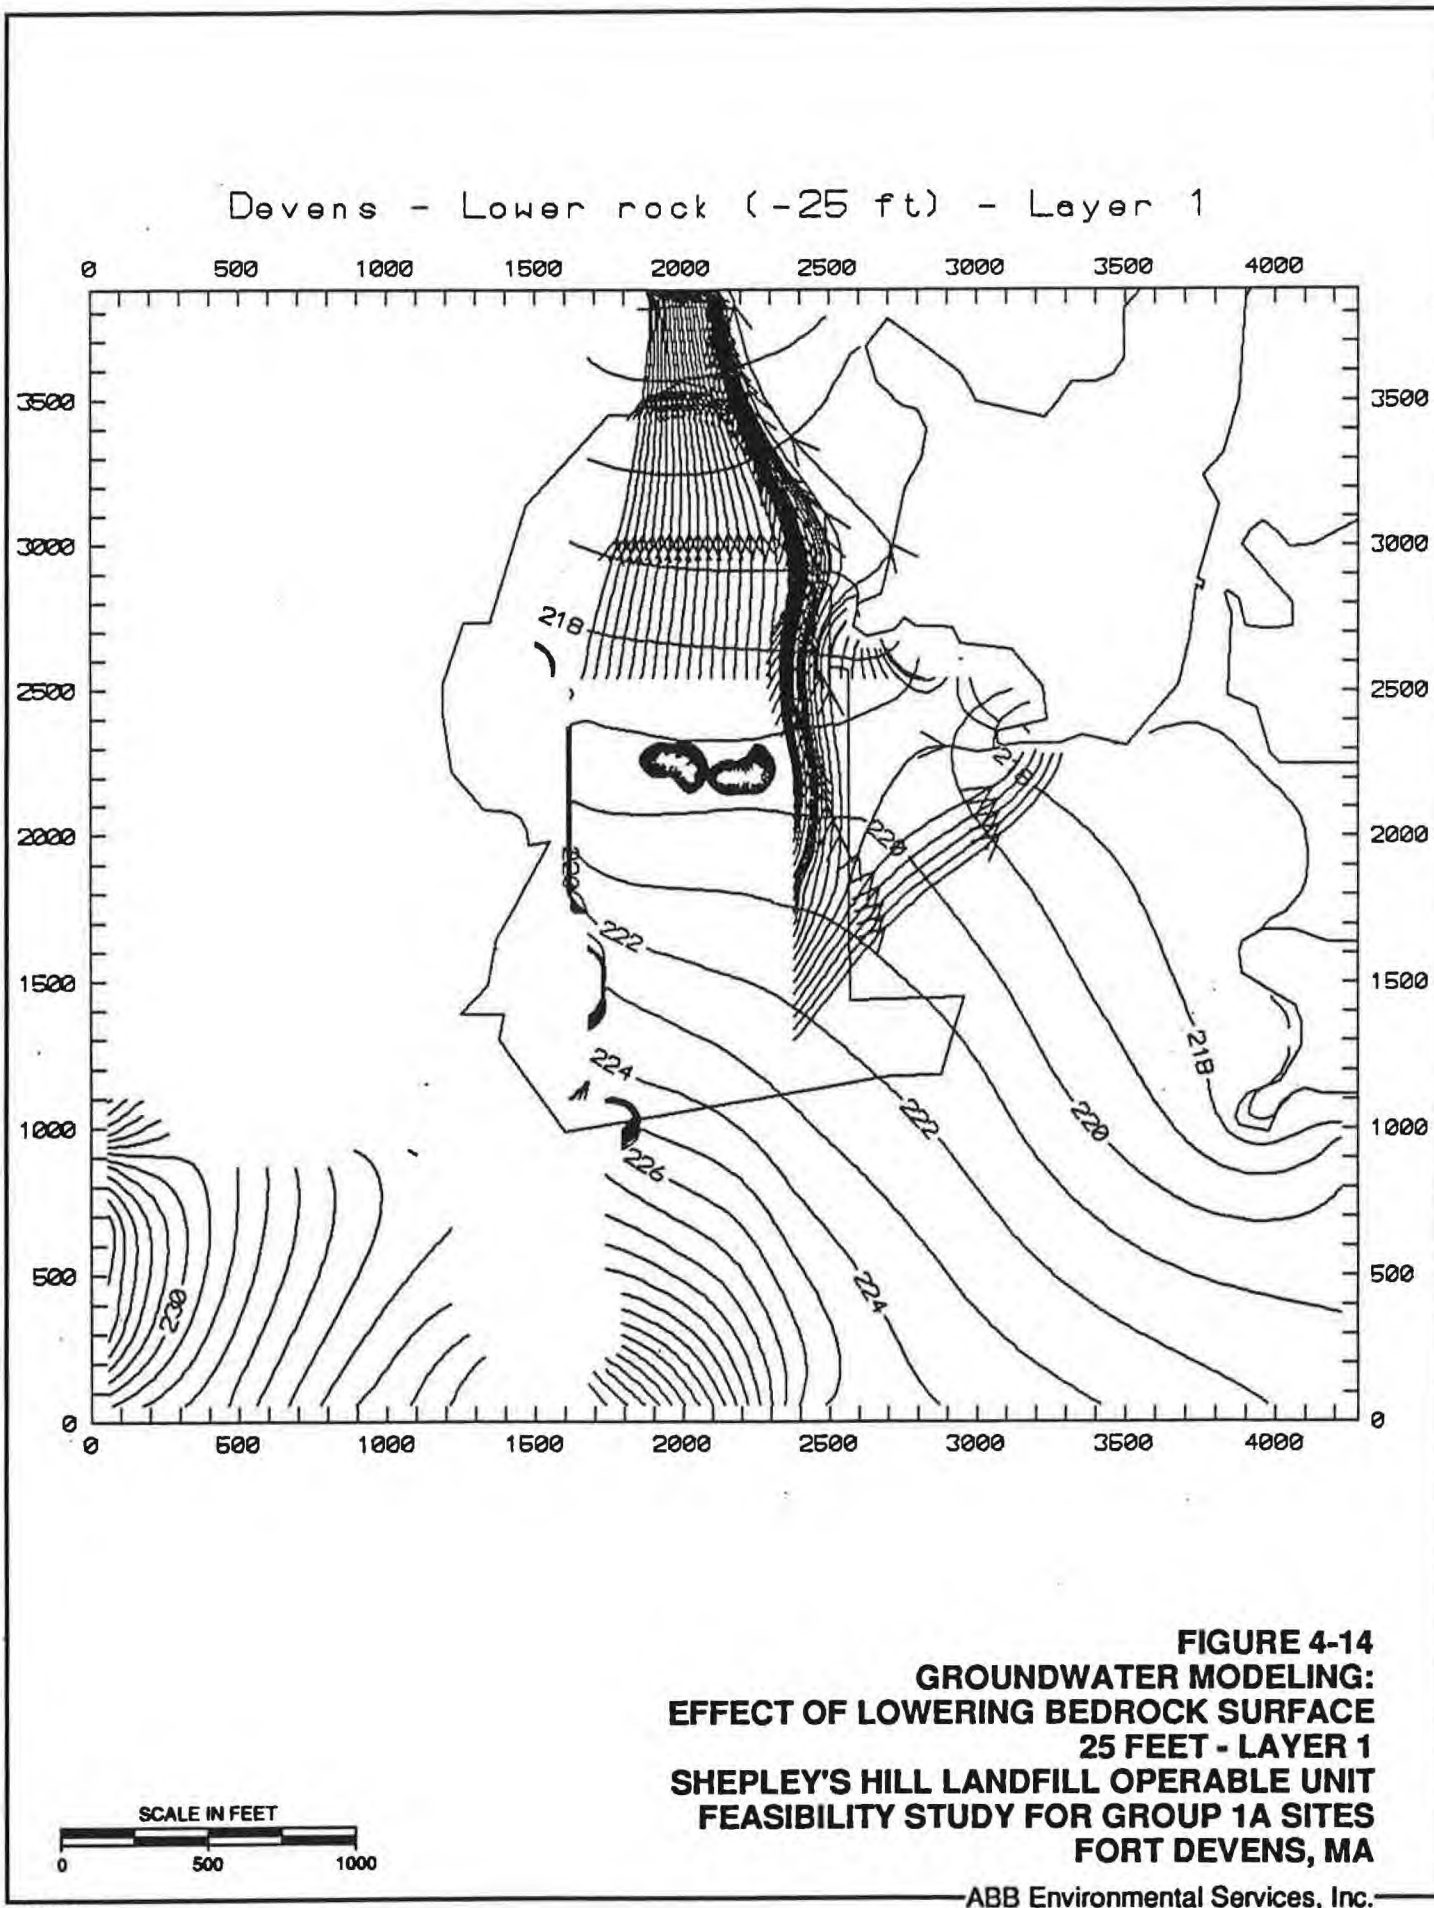 Devens - Lower rock (-25 ft) - Layer 1
0 500 1000 1500 2000 2500 3000 3500 4000
3500 3500
3000 3000
218
2500 2500
2000 220 2000
222
1500 1500
218
224
1000 222 220 1000
226
500 230 224 500
0 0
0 500 1000 1500 2000 2500 3000 3500 4000
FIGURE 4-14
GROUNDWATER MODELING:
EFFECT OF LOWERING BEDROCK SURFACE
25 FEET - LAYER 1
SHEPLEY'S HILL LANDFILL OPERABLE UNIT
FEASIBILITY STUDY FOR GROUP 1A SITES
FORT DEVENS, MA
SCALE IN FEET
0 500 1000
ABB Environmental Services, Inc.